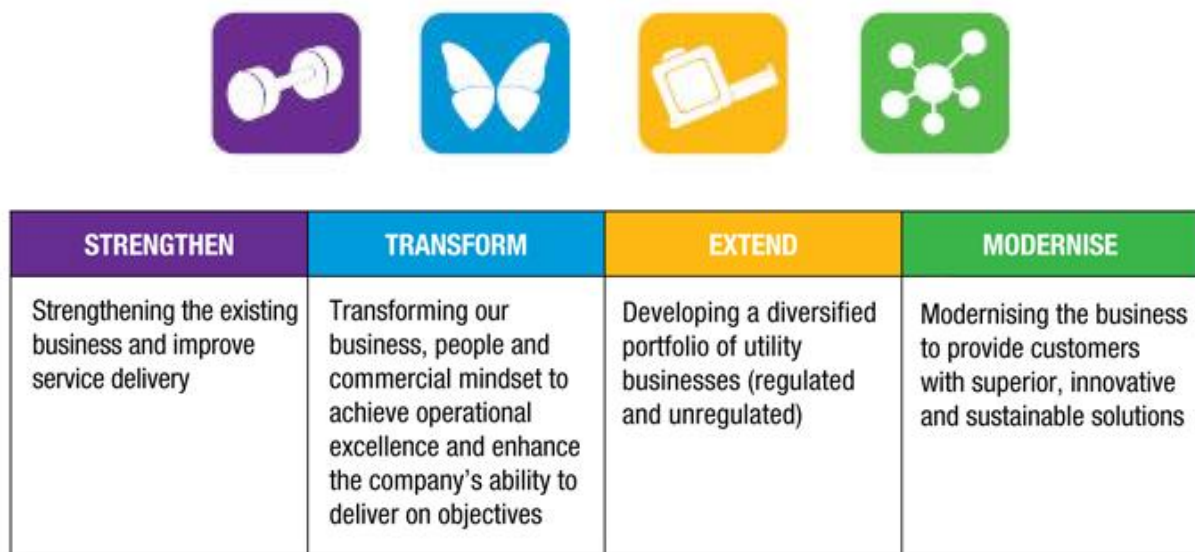 STRENGTHEN
Strengthening the existing
business and improve
service delivery
TRANSFORM
Transforming our
business, people and
commercial mindset to
achieve operational
excellence and enhance
the company’s ability to
deliver on objectives
EXTEND
Developing a diversified
portfolio of utility
businesses (regulated
and unregulated)
MODERNISE
Modernising the business
to provide customers
with superior, innovative
and sustainable solutions